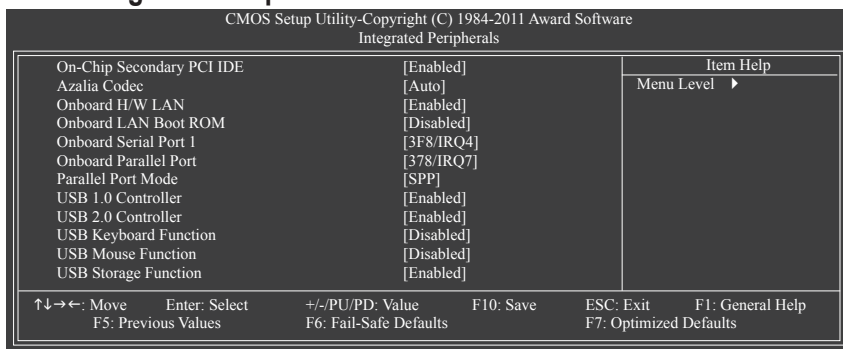 CMOS Setup Utility-Copyright (C) 1984-2011 Award Software
Integrated Peripherals
On-Chip Secondary PCI IDE [Enabled]
Azalia Codec [Auto]
Onboard H/W LAN [Enabled]
Onboard LAN Boot ROM [Disabled]
Onboard Serial Port 1 [3F8/IRQ4]
Onboard Parallel Port [378/IRQ7]
Parallel Port Mode [SPP]
USB 1.0 Controller [Enabled]
USB 2.0 Controller [Enabled]
USB Keyboard Function [Disabled]
USB Mouse Function [Disabled]
USB Storage Function [Enabled]
Item Help
Menu Level ▶
↑↓→←: Move Enter: Select +/-/PU/PD: Value F10: Save ESC: Exit F1: General Help
F5: Previous Values F6: Fail-Safe Defaults F7: Optimized Defaults